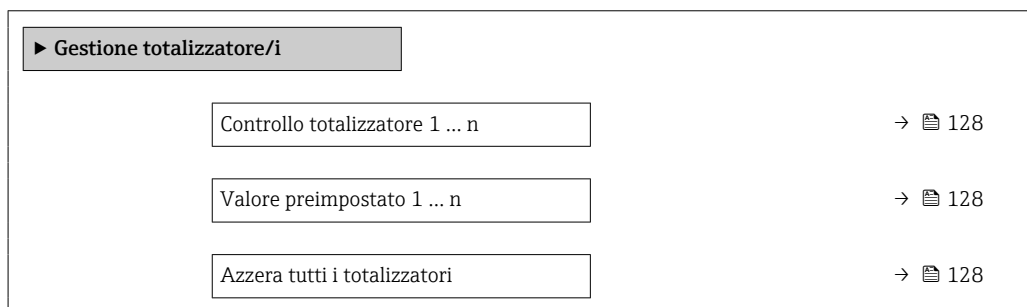 ▶ Gestione totalizzatore/i
Controllo totalizzatore 1 … n → 128
Valore preimpostato 1 … n → 128
Azzera tutti i totalizzatori → 128